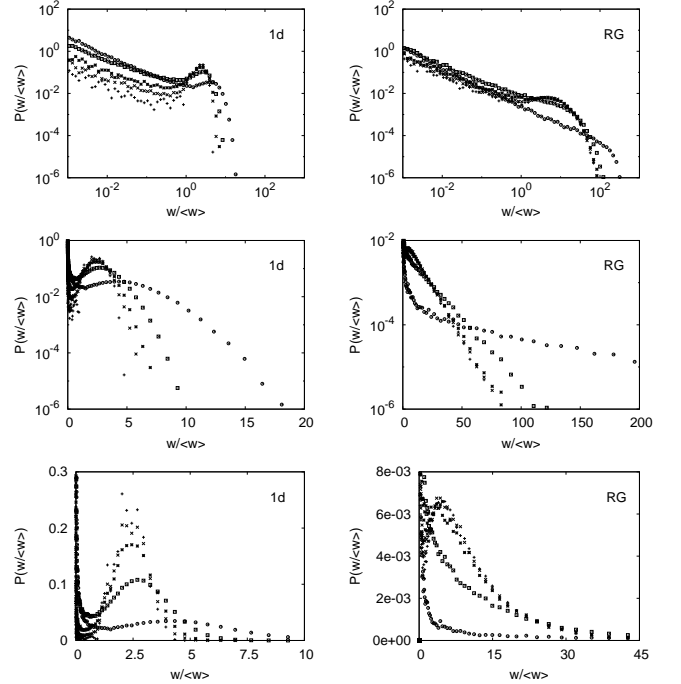 10^2
10^0
10^-2
10^-4
10^-6
P(w/<w>)
1d
10^-2 10^0 10^2
w/<w>
10^2
10^0
10^-2
10^-4
10^-6
P(w/<w>)
RG
10^-2 10^0 10^2
w/<w>
10^0
10^-2
10^-4
10^-6
P(w/<w>)
1d
0 5 10 15 20
w/<w>
10^-2
10^-4
10^-6
P(w/<w>)
RG
0 50 100 150 200
w/<w>
0.3
0.2
0.1
0
P(w/<w>)
1d
0 2.5 5 7.5 10
w/<w>
8e-03
6e-03
4e-03
2e-03
0e+00
P(w/<w>)
RG
0 15 30 45
w/<w>